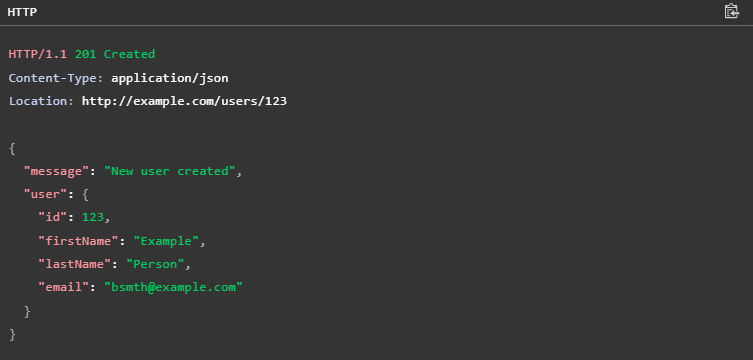 HTTP
HTTP/1.1 201 Created
Content-Type: application/json
Location: http://example.com/users/123
{
  "message": "New user created",
  "user": {
    "id": 123,
    "firstName": "Example",
    "lastName": "Person",
    "email": "bsmth@example.com"
  }
}